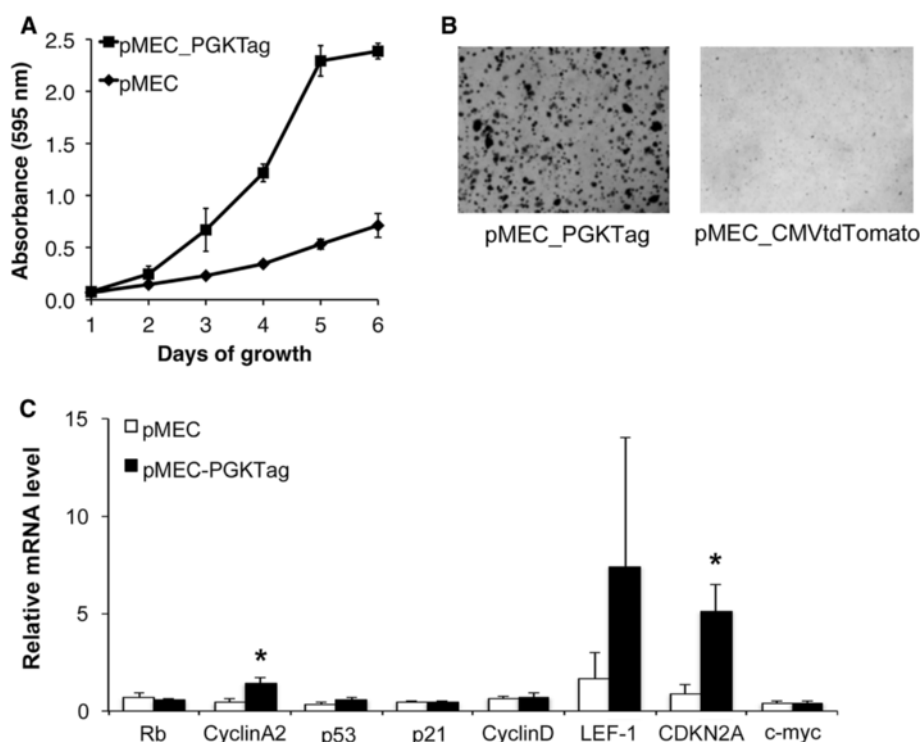 A
B
2.5
2.0
1.5
1.0
0.5
0.0
Absorbance (595 nm)
pMEC_PGKTag
pMEC
1 2 3 4 5 6
Days of growth
pMEC_PGKTag
pMEC_CMVtdTomato
C
15
10
5
0
Relative mRNA level
pMEC
pMEC-PGKTag
*
*
Rb CyclinA2 p53 p21 CyclinD LEF-1 CDKN2A c-myc